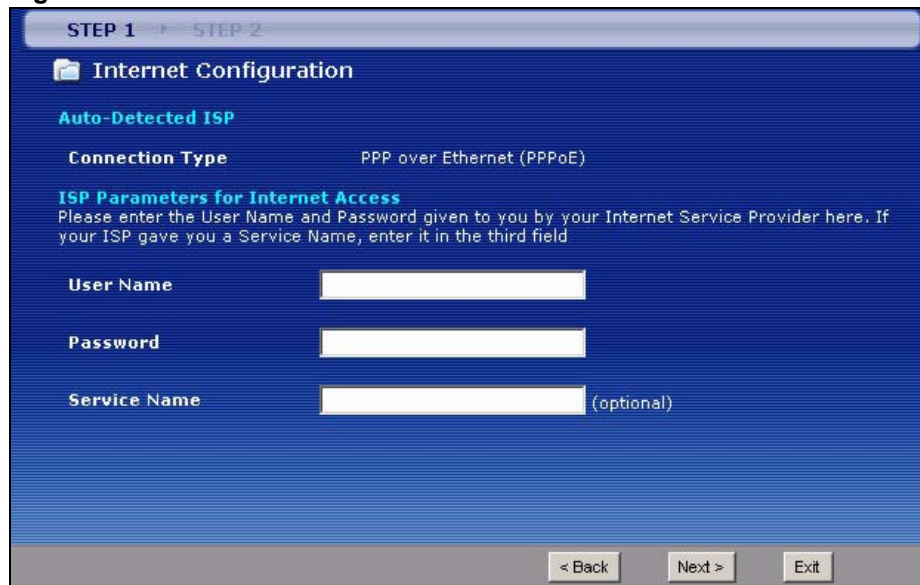 STEP 1 STEP 2
Internet Configuration
Auto-Detected ISP
Connection Type PPP over Ethernet (PPPoE)
ISP Parameters for Internet Access
Please enter the User Name and Password given to you by your Internet Service Provider here. If
your ISP gave you a Service Name, enter it in the third field
User Name
Password
Service Name (optional)
< Back Next > Exit